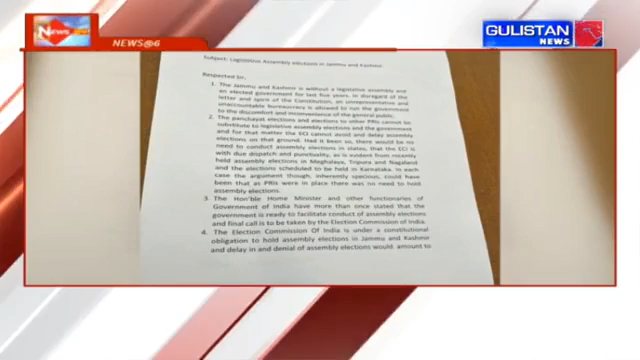 NEWS
NEWS@6
GULISTAN
NEWS
Subject: Legislative Assembly elections in Jammu and Kashmir
Respected Sir,
1. The Jammu and Kashmir is without a legislative assembly and
an elected government for last five years. In disregard of the
letter and spirit of the Constitution, an unrepresentative and
unaccountable bureaucracy is allowed to run the government
to the discomfort and inconvenience of the general public.
2. The panchayat elections and elections to other PRIs cannot be
substitute to legislative assembly elections and the government
and for that matter the ECI cannot avoid and delay assembly
elections on that ground. Had is been so, there would be no
need to conduct assembly elections in states, that the ECI is
with due dispatch and punctuality, as is evident from recently
held assembly elections in Meghalaya, Tripura and Nagaland
and the elections scheduled to be held in Karnataka. In each
case the argument though, inherently specious, could have
been that as PRIs were in place there was no need to hold
assembly elections.
3. The Hon'ble Home Minister and other functionaries of
Government of India have more than once stated that the
government is ready to facilitate conduct of assembly elections
and final call is to be taken by the Election Commission of India.
4. The Election Commission Of India is under a constitutional
obligation to hold assembly elections in Jammu and Kashmir
and delay in and denial of assembly elections would amount to